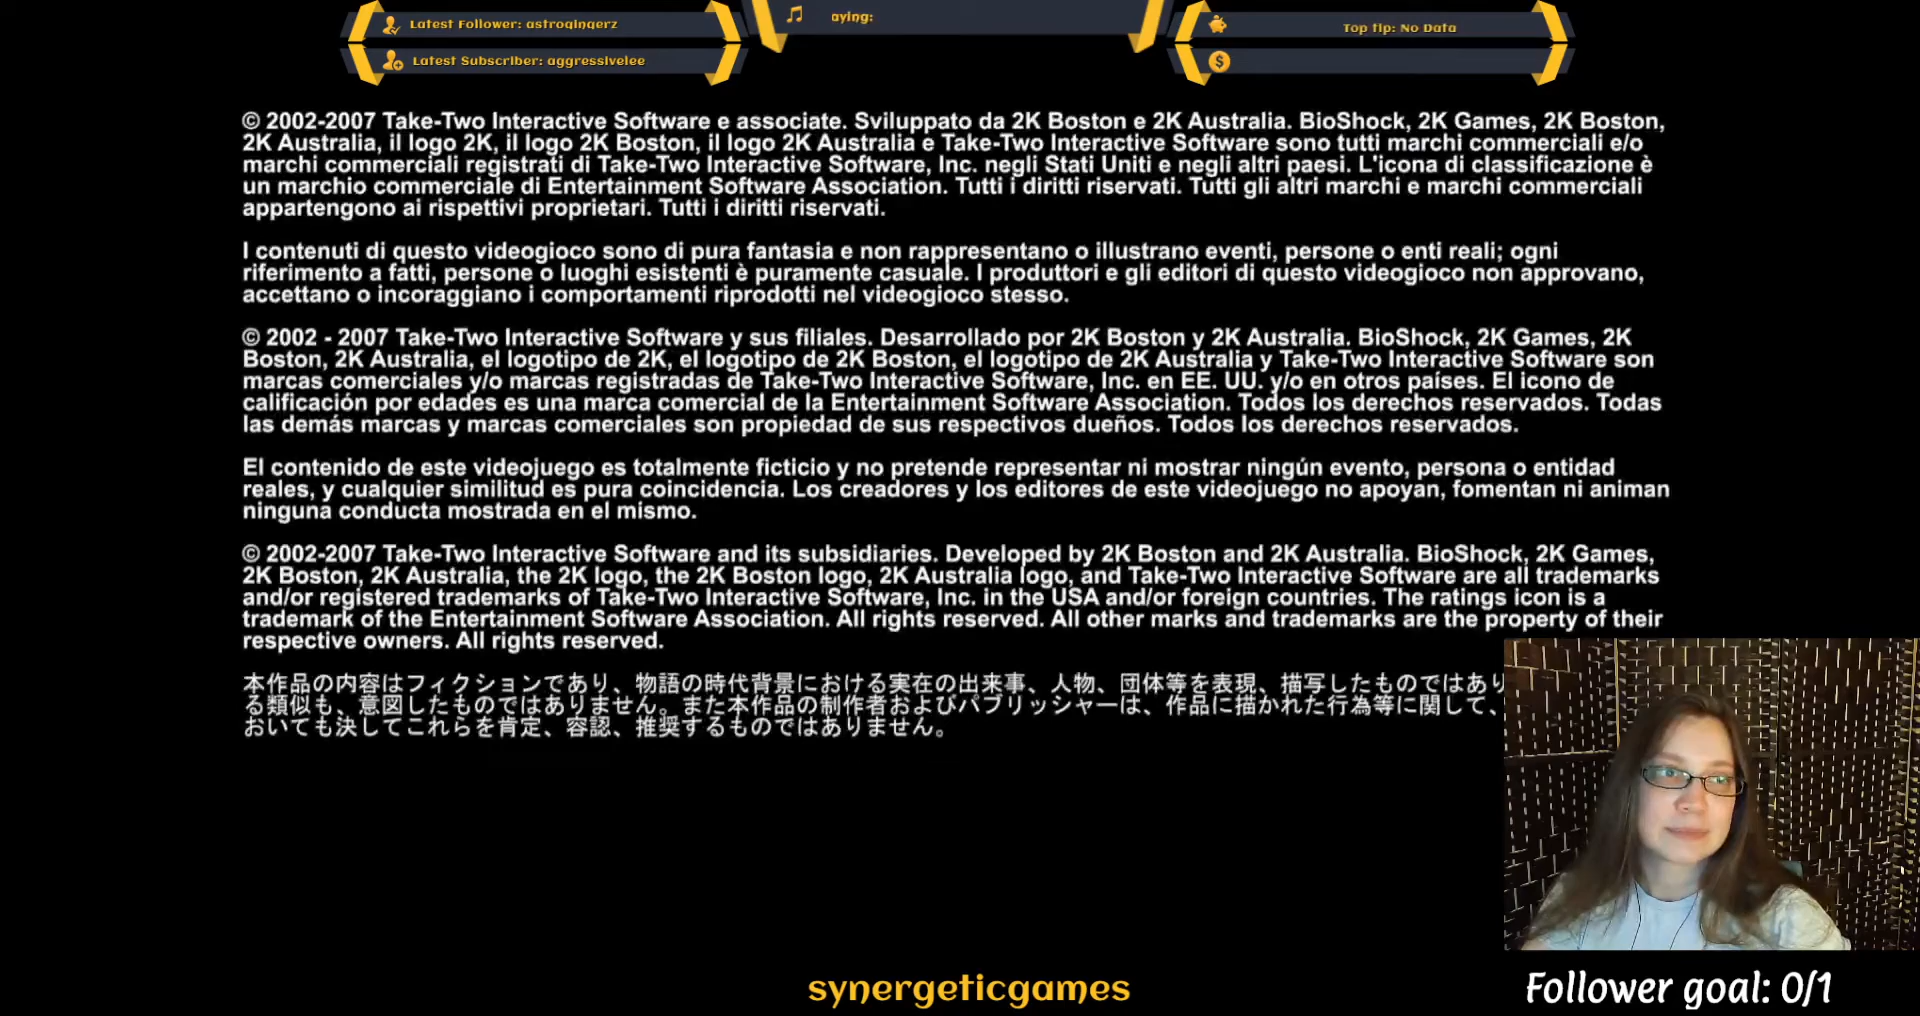 Latest Follower: astrogingerz
Latest Subscriber: aggressivelee
aying:
Top tip: No Data
© 2002-2007 Take-Two Interactive Software e associate. Sviluppato da 2K Boston e 2K Australia. BioShock, 2K Games, 2K Boston,
2K Australia, il logo 2K, il logo 2K Boston, il logo 2K Australia e Take-Two Interactive Software sono tutti marchi commerciali e/o
marchi commerciali registrati di Take-Two Interactive Software, Inc. negli Stati Uniti e negli altri paesi. L'icona di classificazione è
un marchio commerciale di Entertainment Software Association. Tutti i diritti riservati. Tutti gli altri marchi e marchi commerciali
appartengono ai rispettivi proprietari. Tutti i diritti riservati.
I contenuti di questo videogioco sono di pura fantasia e non rappresentano o illustrano eventi, persone o enti reali; ogni
riferimento a fatti, persone o luoghi esistenti è puramente casuale. I produttori e gli editori di questo videogioco non approvano,
accettano o incoraggiano i comportamenti riprodotti nel videogioco stesso.
© 2002 - 2007 Take-Two Interactive Software y sus filiales. Desarrollado por 2K Boston y 2K Australia. BioShock, 2K Games, 2K
Boston, 2K Australia, el logotipo de 2K, el logotipo de 2K Boston, el logotipo de 2K Australia y Take-Two Interactive Software son
marcas comerciales y/o marcas registradas de Take-Two Interactive Software, Inc. en EE. UU. y/o en otros países. El icono de
calificación por edades es una marca comercial de la Entertainment Software Association. Todos los derechos reservados. Todas
las demás marcas y marcas comerciales son propiedad de sus respectivos dueños. Todos los derechos reservados.
El contenido de este videojuego es totalmente ficticio y no pretende representar ni mostrar ningún evento, persona o entidad
reales, y cualquier similitud es pura coincidencia. Los creadores y los editores de este videojuego no apoyan, fomentan ni animan
ninguna conducta mostrada en el mismo.
© 2002-2007 Take-Two Interactive Software and its subsidiaries. Developed by 2K Boston and 2K Australia. BioShock, 2K Games,
2K Boston, 2K Australia, the 2K logo, the 2K Boston logo, 2K Australia logo, and Take-Two Interactive Software are all trademarks
and/or registered trademarks of Take-Two Interactive Software, Inc. in the USA and/or foreign countries. The ratings icon is a
trademark of the Entertainment Software Association. All rights reserved. All other marks and trademarks are the property of their
respective owners. All rights reserved.
本作品の内容はフィクションであり、物語の時代背景における実在の出来事、人物、団体等を表現、描写したものではあり
る類似も、意図したものではありません。また本作品の制作者およびパブリッシャーは、作品に描かれた行為等に関して、
おいても決してこれらを肯定、容認、推奨するものではありません。
synergeticgames
Follower goal: 0/1